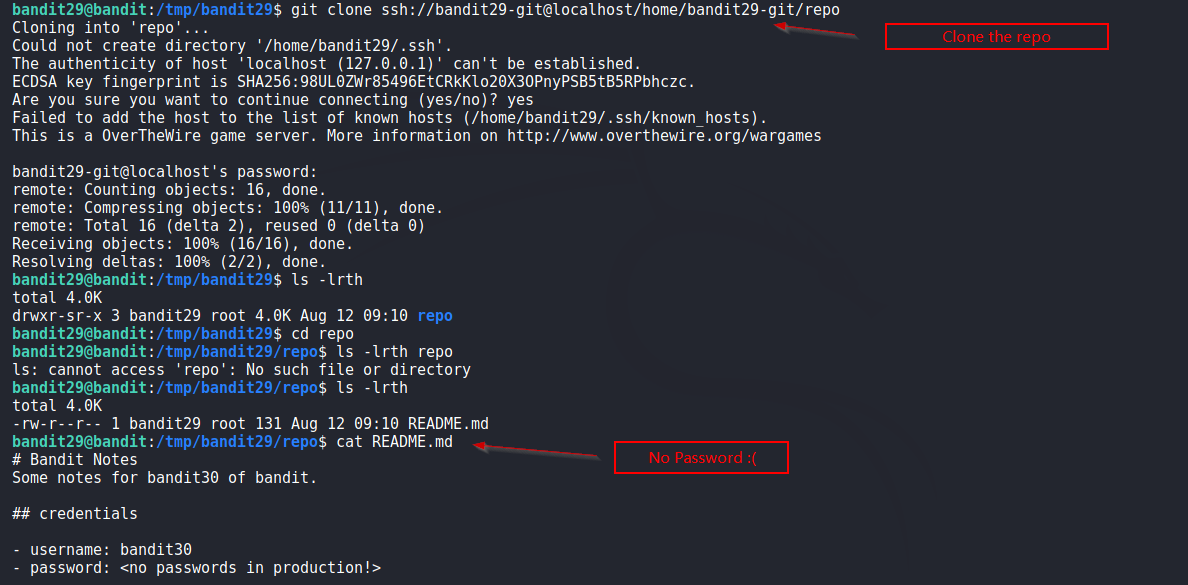 bandit29@bandit:/tmp/bandit29$ git clone ssh://bandit29-git@localhost/home/bandit29-git/repo
Cloning into 'repo'...
Clone the repo
Could not create directory '/home/bandit29/.ssh'.
The authenticity of host 'localhost (127.0.0.1)' can't be established.
ECDSA key fingerprint is SHA256:98UL0ZWr85496EtCRkKlo20X3OPnyPSB5tB5RPbhczc.
Are you sure you want to continue connecting (yes/no)? yes
Failed to add the host to the list of known hosts (/home/bandit29/.ssh/known_hosts).
This is a OverTheWire game server. More information on http://www.overthewire.org/wargames
bandit29-git@localhost's password:
remote: Counting objects: 16, done.
remote: Compressing objects: 100% (11/11), done.
remote: Total 16 (delta 2), reused 0 (delta 0)
Receiving objects: 100% (16/16), done.
Resolving deltas: 100% (2/2), done.
bandit29@bandit:/tmp/bandit29$ ls -lrth
total 4.0K
drwxr-sr-x 3 bandit29 root 4.0K Aug 12 09:10 repo
bandit29@bandit:/tmp/bandit29$ cd repo
bandit29@bandit:/tmp/bandit29/repo$ ls -lrth repo
ls: cannot access 'repo': No such file or directory
bandit29@bandit:/tmp/bandit29/repo$ ls -lrth
total 4.0K
-rw-r--r-- 1 bandit29 root 131 Aug 12 09:10 README.md
bandit29@bandit:/tmp/bandit29/repo$ cat README.md
No Password :(
# Bandit Notes
Some notes for bandit30 of bandit.
## credentials
- username: bandit30
- password: <no passwords in production!>